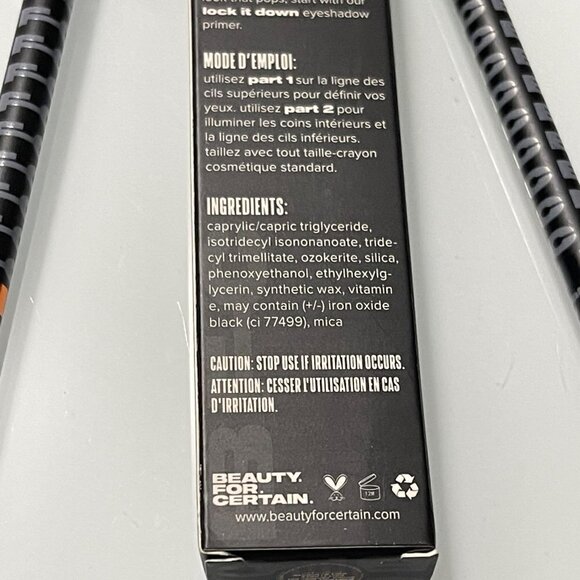 look that pops, start with our
lock it down eyeshadow
primer.
MODE D'EMPLOI:
utilisez part 1 sur la ligne des
cils supérieurs pour définir vos
yeux. utilisez part 2 pour
illuminer les coins intérieurs et
la ligne des cils inférieurs.
taillez avec tout taille-crayon
cosmétique standard.
INGREDIENTS:
caprylic/capric triglyceride,
isotridecyl isononanoate, tride-
cyl trimellitate, ozokerite, silica,
phenoxyethanol, ethylhexylg-
lycerin, synthetic wax, vitamin
e, may contain (+/-) iron oxide
black (ci 77499), mica
CAUTION: STOP USE IF IRRITATION OCCURS.
ATTENTION: CESSER L'UTILISATION EN CAS
D'IRRITATION.
BEAUTY.
FOR.
CERTAIN.
12M
www.beautyforcertain.com